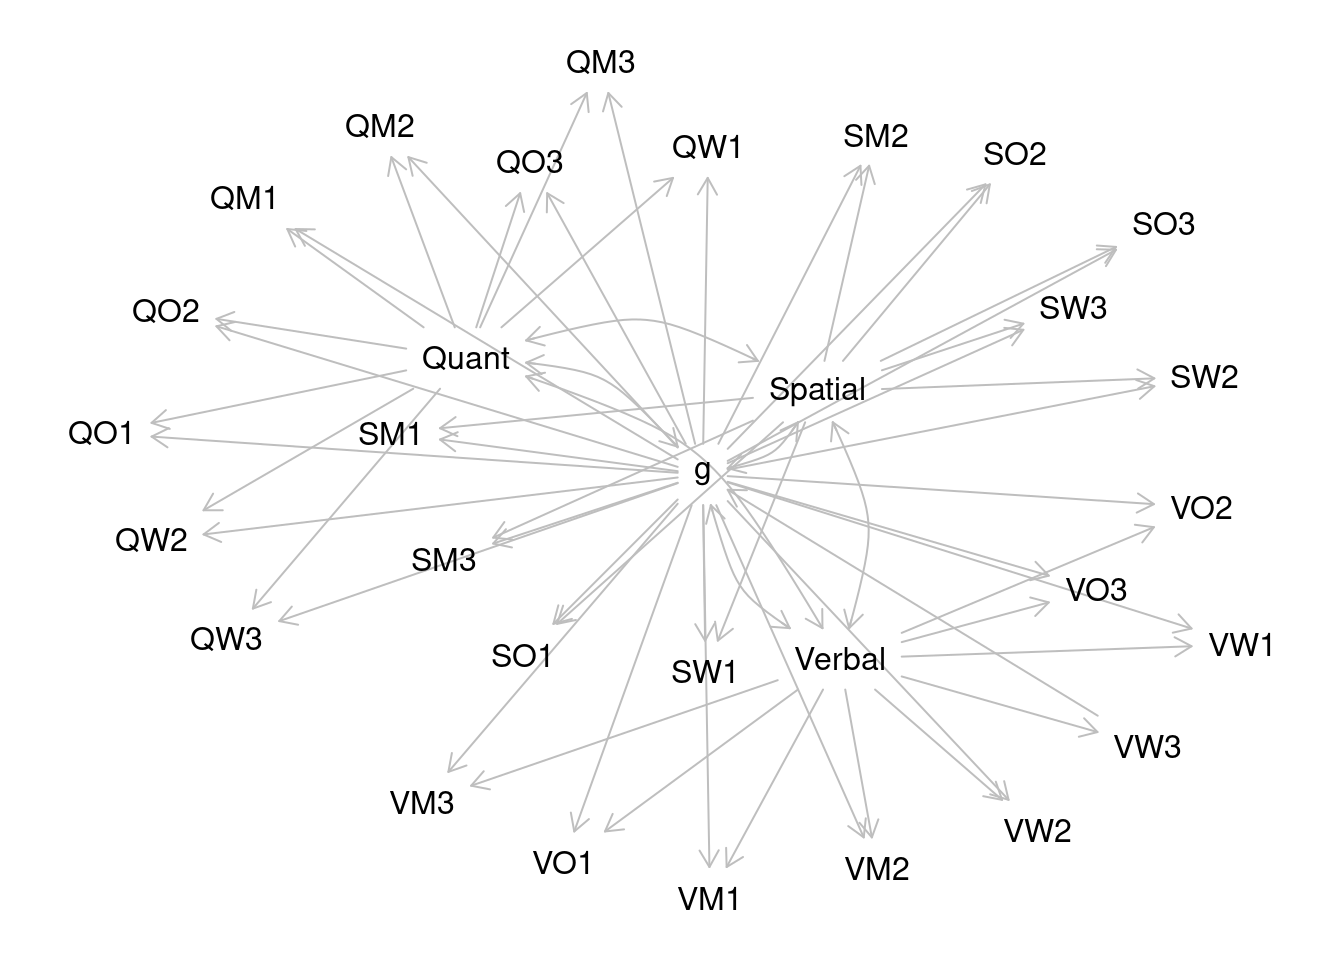 QM3
QM2
SM2
QW1
SO2
QO3
QM1
SO3
SW3
QO2
Quant
SW2
Spatial
QO1
SM1
g
VO2
QW2
SM3
VO3
QW3
VW1
SO1
Verbal
SW1
VW3
VM3
VW2
VO1
VM2
VM1